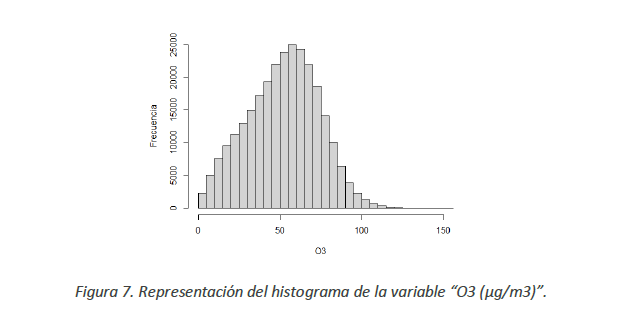 25000
20000
15000
10000
5000
0
Frecuencia
0 50 100 150
O3
Figura 7. Representación del histograma de la variable “O3 (µg/m3)”.